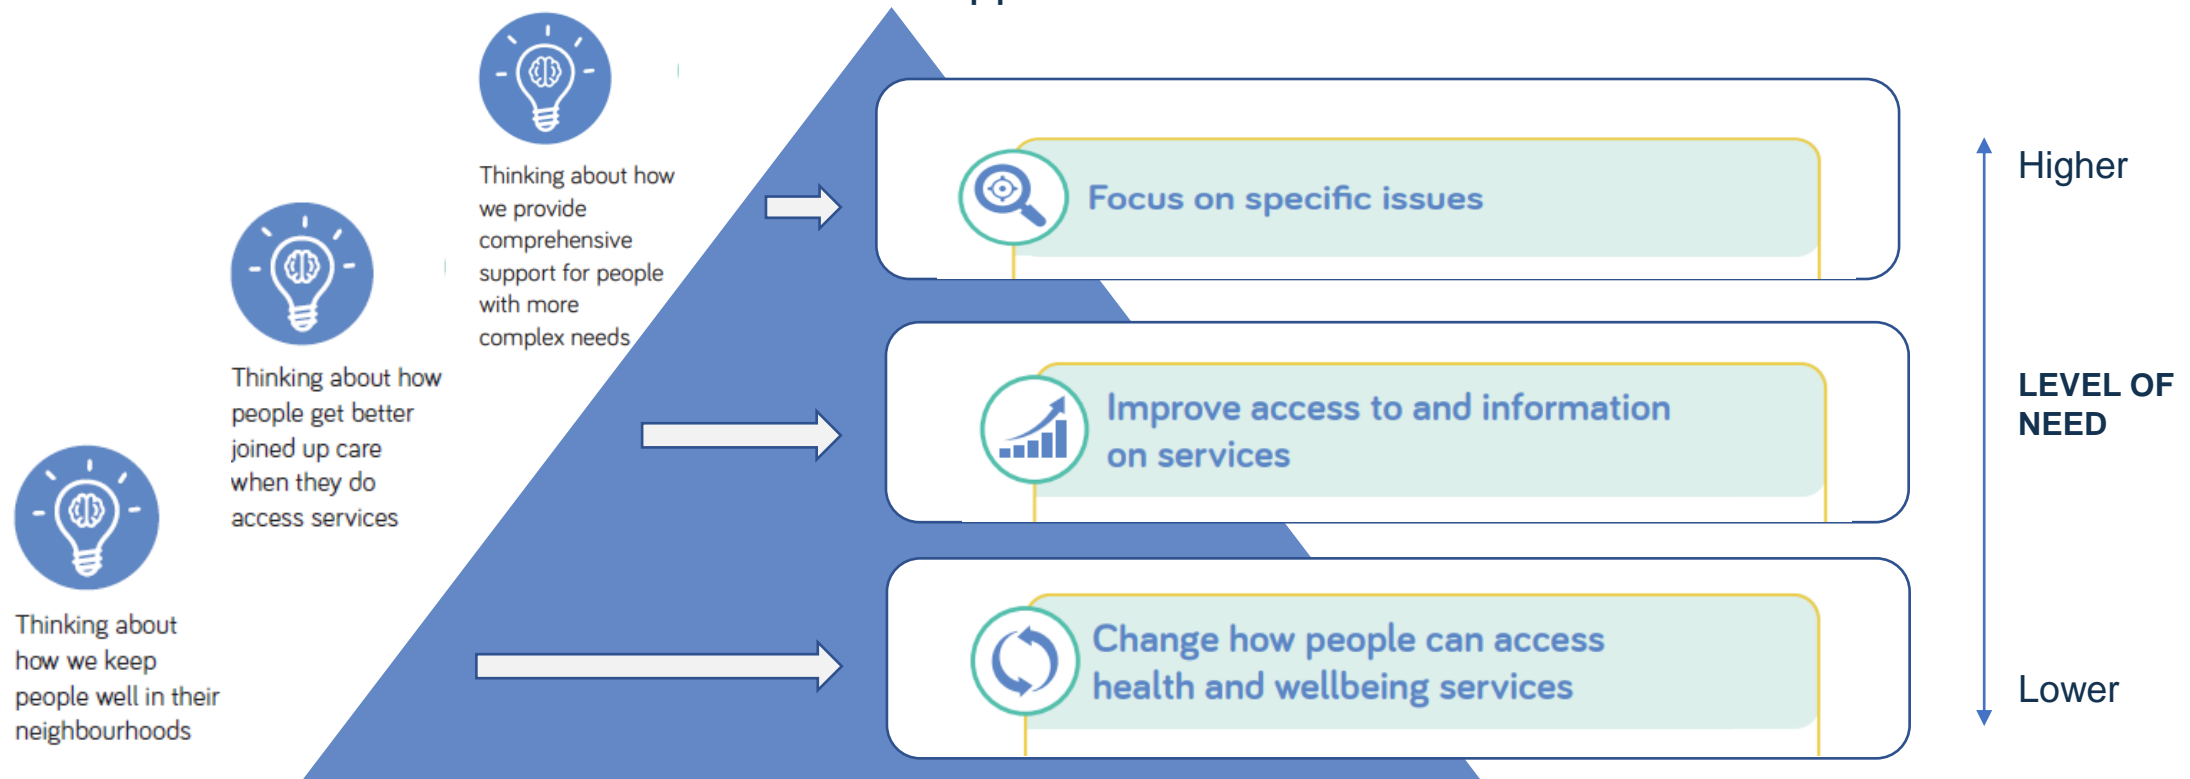 Thinking about how
we provide
comprehensive
support for people
with more
complex needs
Thinking about how
people get better
joined up care
when they do
access services
Thinking about
how we keep
people well in their
neighbourhoods
Focus on specific issues
Improve access to and information
on services
Change how people can access
health and wellbeing services
Higher
LEVEL OF
NEED
Lower